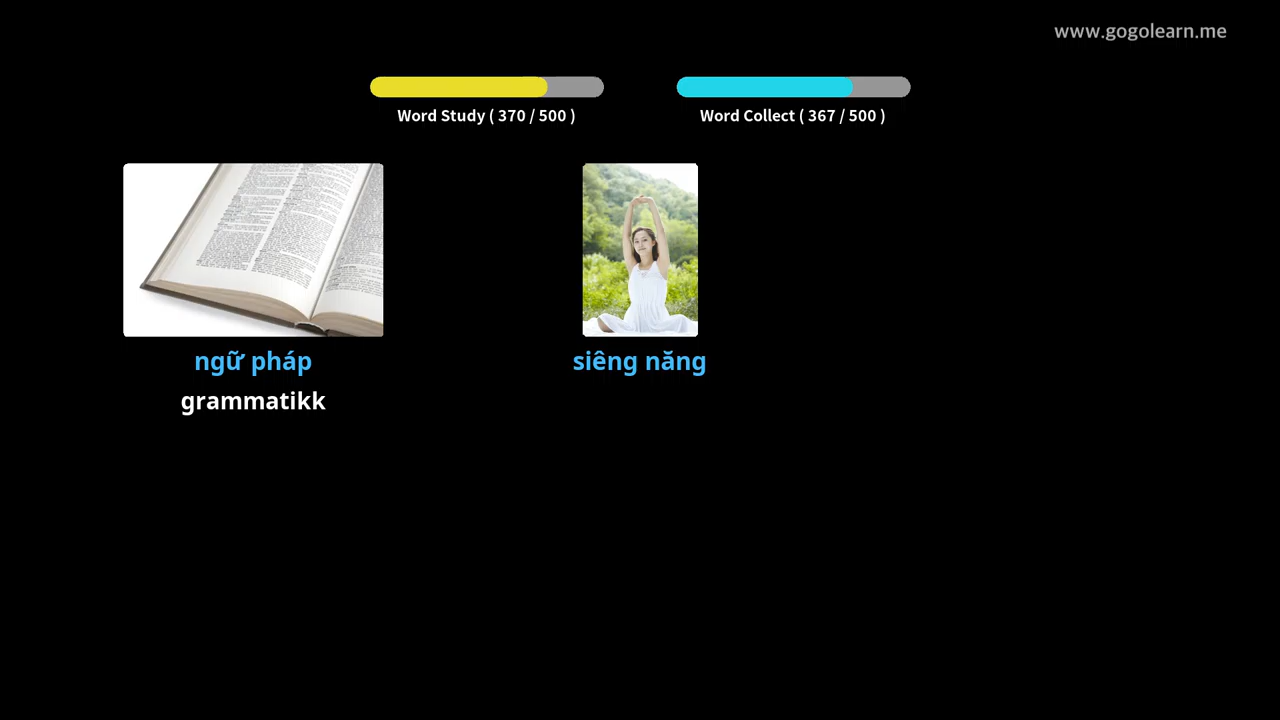 www.gogolearn.me
Word Study ( 370 / 500 )
Word Collect ( 367 / 500 )
ngữ pháp
grammatikk
siêng năng